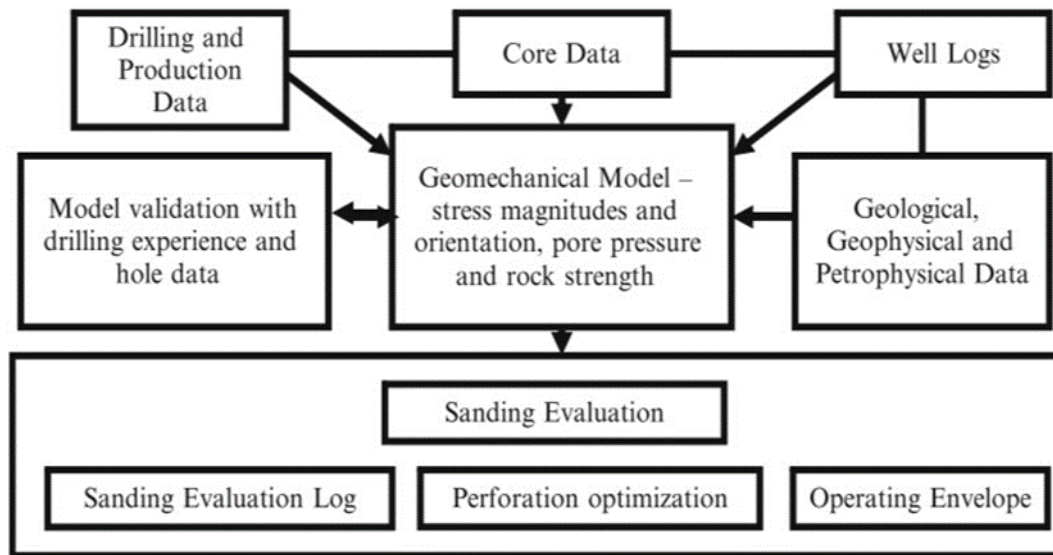 Drilling and
Production
Data
Core Data
Well Logs
Model validation with
drilling experience and
hole data
Geomechanical Model –
stress magnitudes and
orientation, pore pressure
and rock strength
Geological,
Geophysical and
Petrophysical Data
Sanding Evaluation
Sanding Evaluation Log
Perforation optimization
Operating Envelope